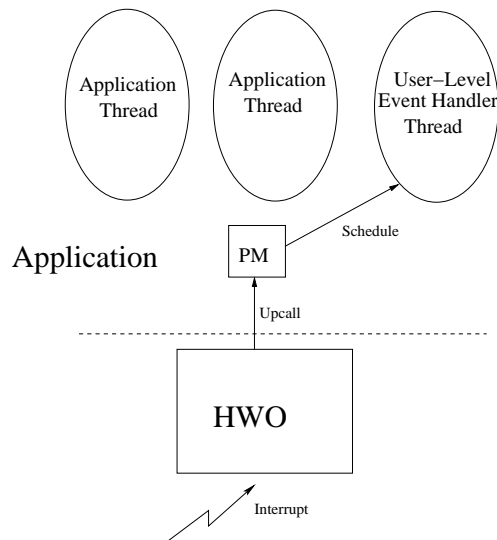 Application
Thread
Application
Thread
User–Level
Event Handler
Thread
Schedule
Application
PM
Upcall
HWO
Interrupt